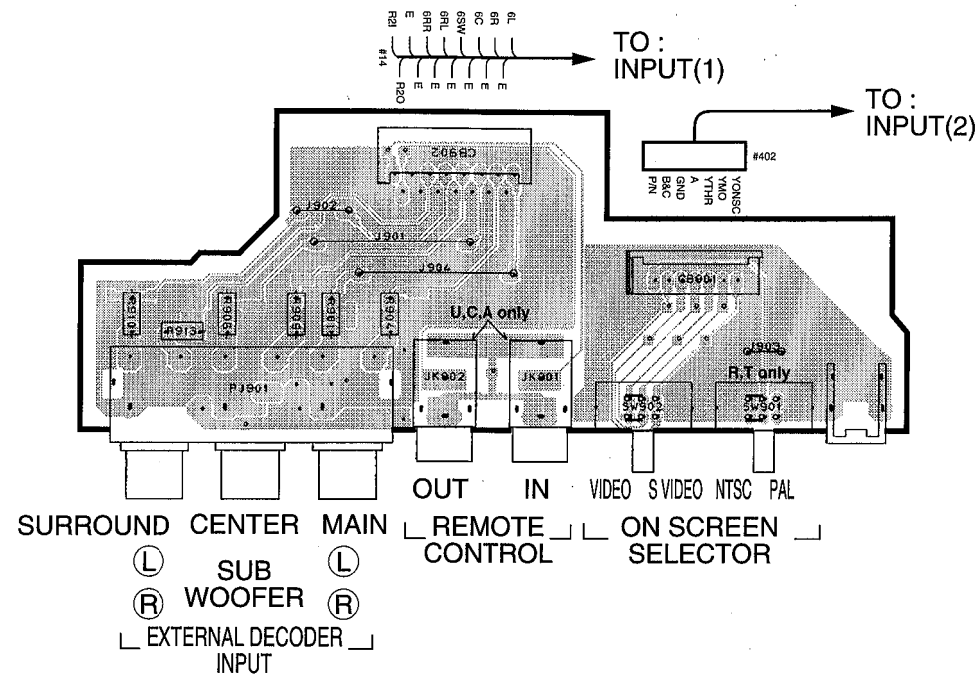 R2I
E
6RR
6RL
6SW
6C
6R
6L
#14
R2O
E
E
E
E
E
E
E
TO :
INPUT(1)
TO :
INPUT(2)
#402
P/N
B&C
GND
A
YTHR
YMO
YONSC
CB902
J902
J901
J904
CB901
R913
U,C,A only
J903
R,T only
PJ901
JK902
JK901
SW902
SW901
OUT
IN
VIDEO
S VIDEO
NTSC
PAL
SURROUND
CENTER
MAIN
REMOTE
CONTROL
ON SCREEN
SELECTOR
L
R
SUB
WOOFER
L
R
EXTERNAL DECODER
INPUT